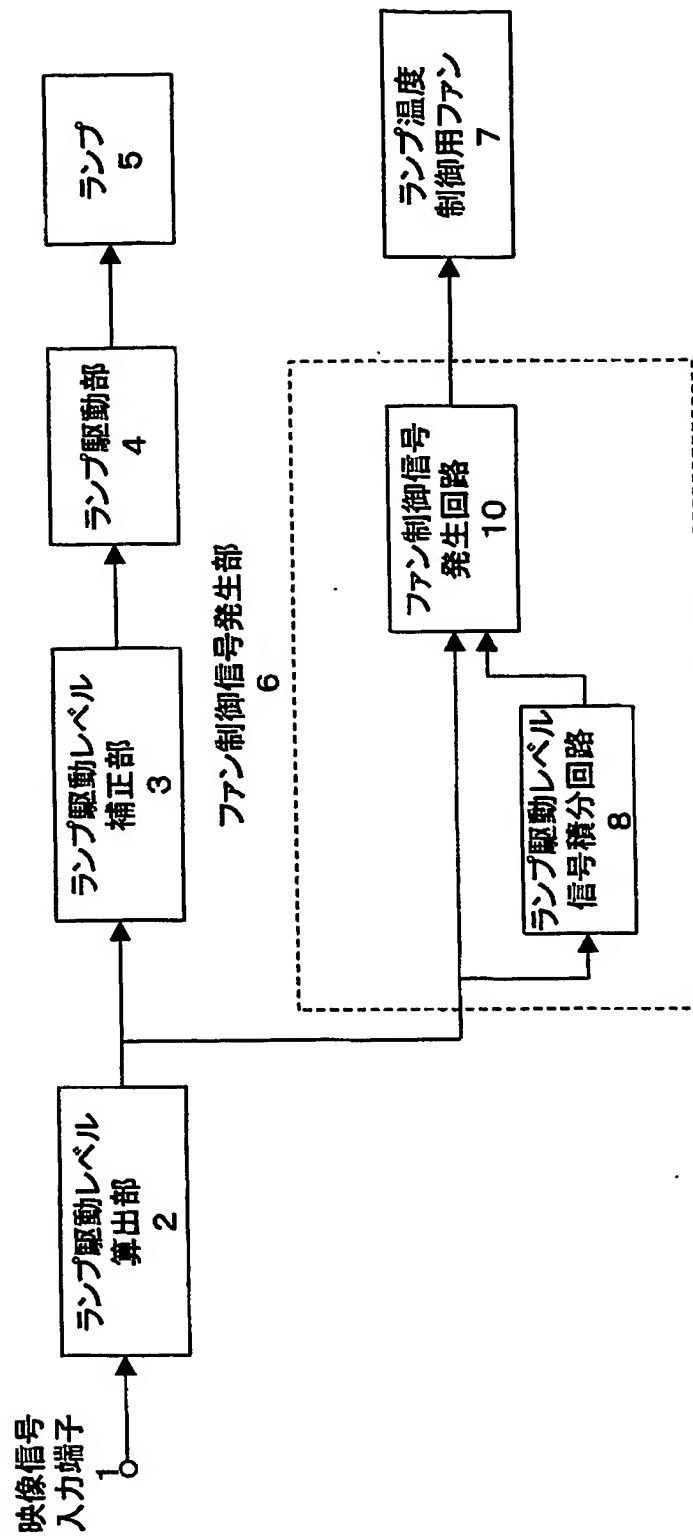 映像信号
入力端子
1
ランプ駆動レベル
算出部
2
ランプ駆動レベル
補正部
3
ランプ駆動部
4
ランプ
5
ファン制御信号発生部
6
ランプ駆動レベル
信号積分回路
8
ファン制御信号
発生回路
10
ランプ温度
制御用ファン
7